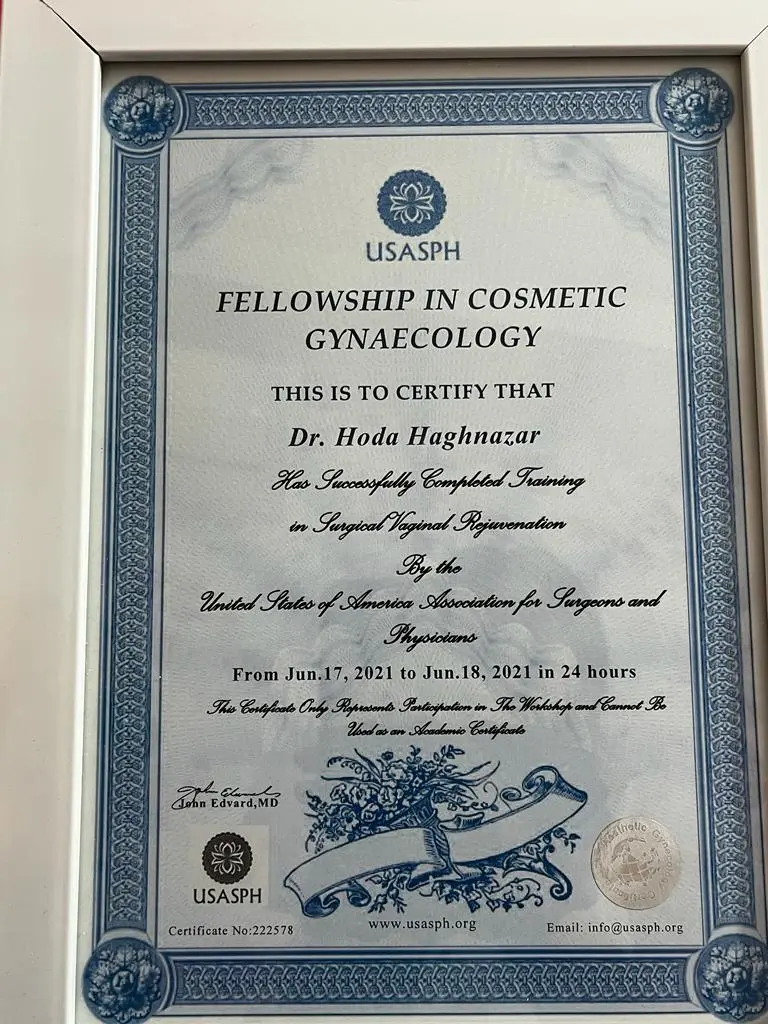 USASPH
FELLOWSHIP IN COSMETIC
GYNAECOLOGY
THIS IS TO CERTIFY THAT
Dr. Hoda Haghnazar
Has Successfully Completed Training
in Surgical Vaginal Rejuvenation
By the
United States of America Association for Surgeons and
Physicians
From Jun.17, 2021 to Jun.18, 2021 in 24 hours
This Certificate Only Represents Participation in The Workshop and Cannot Be
Used as an Academic Certificate
John Edvard,MD
USASPH
Aesthetic Gynecology
Certificate No:222578
www.usasph.org
Email: info@usasph.org